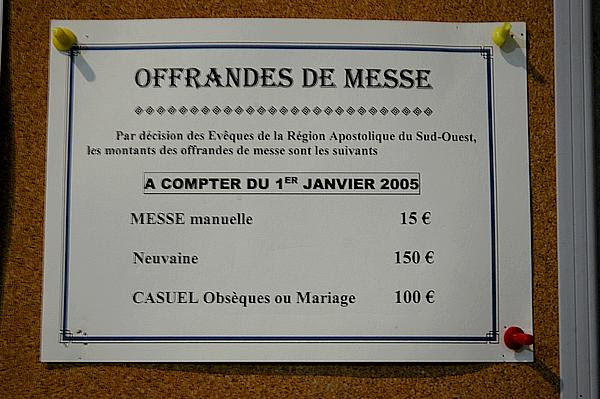 OFFRANDES DE MESSE
Par décision des Evêques de la Région Apostolique du Sud-Ouest,
les montants des offrandes de messe sont les suivants
A COMPTER DU 1ER JANVIER 2005
MESSE manuelle 15 €
Neuvaine 150 €
CASUEL Obsèques ou Mariage 100 €